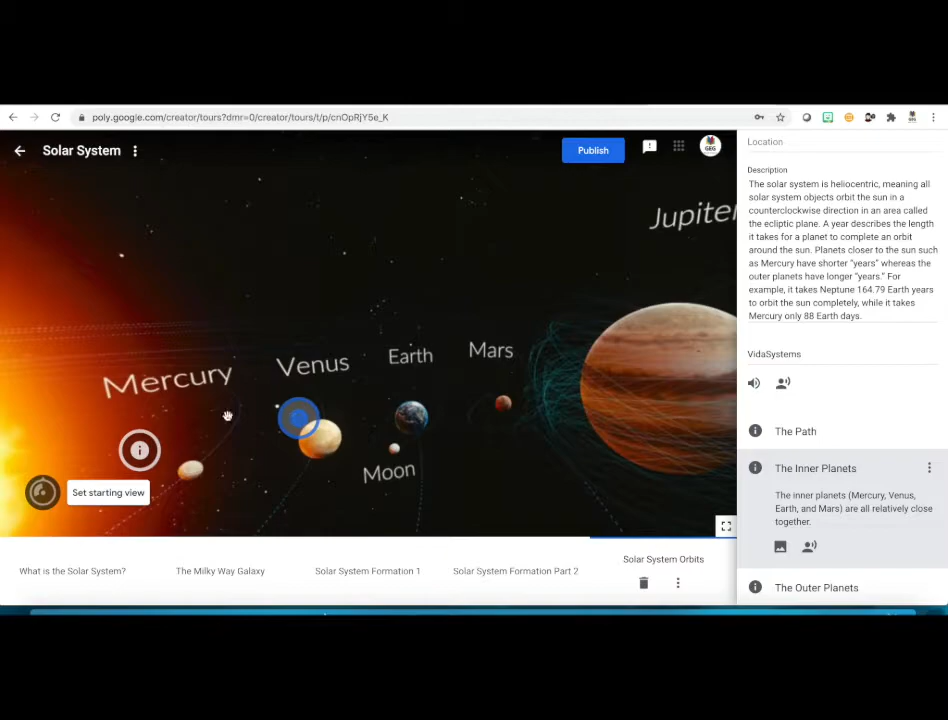 poly.google.com/creator/tours?dmr=0/creator/tours/t/p/cnOpRjY5e_K
Solar System
Publish
GEG
Location
Description
The solar system is heliocentric, meaning all
solar system objects orbit the sun in a
counterclockwise direction in an area called
the ecliptic plane. A year describes the length
it takes for a planet to complete an orbit
around the sun. Planets closer to the sun such
as Mercury have shorter “years” whereas the
outer planets have longer “years.” For
example, it takes Neptune 164.79 Earth years
to orbit the sun completely, while it takes
Mercury only 88 Earth days.
VidaSystems
The Path
The Inner Planets
The inner planets (Mercury, Venus,
Earth, and Mars) are all relatively close
together.
The Outer Planets
Jupiter
Mercury
Venus
Earth
Mars
Moon
Set starting view
What is the Solar System?
The Milky Way Galaxy
Solar System Formation 1
Solar System Formation Part 2
Solar System Orbits